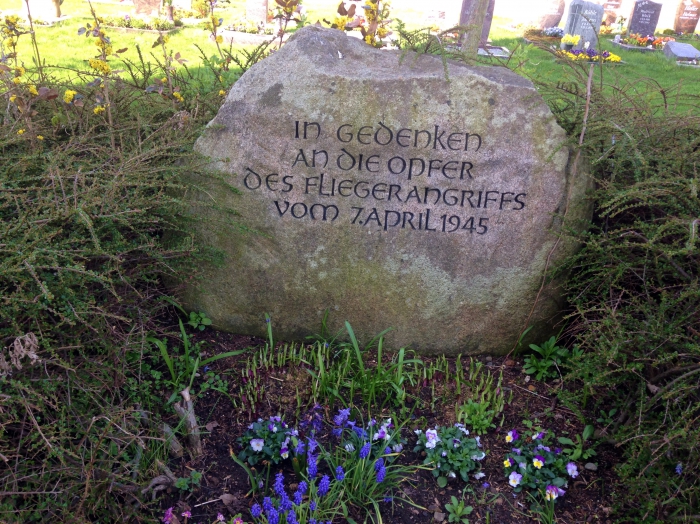 IN GEDENKEN
AN DIE OPFER
DES FLIEGERANGRIFFS
VOM 7.APRIL 1945